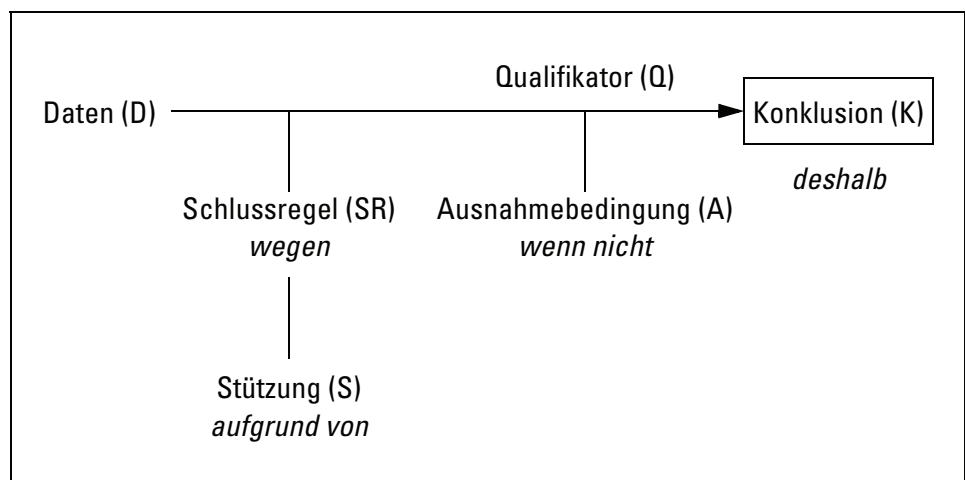 Qualifikator (Q)
Daten (D)
Konklusion (K)
deshalb
Schlussregel (SR)
wegen
Ausnahmebedingung (A)
wenn nicht
Stützung (S)
aufgrund von